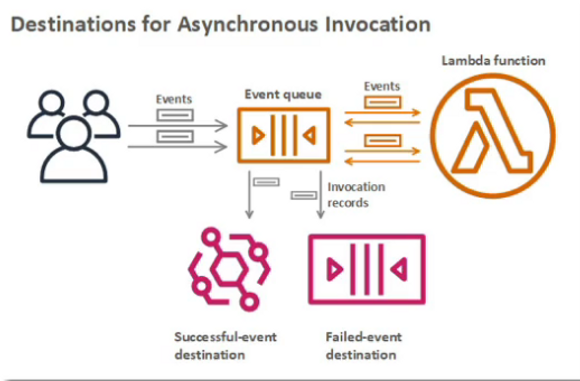 Destinations for Asynchronous Invocation
Lambda function
Events
Event queue
Events
Invocation
records
Successful-event
destination
Failed-event
destination